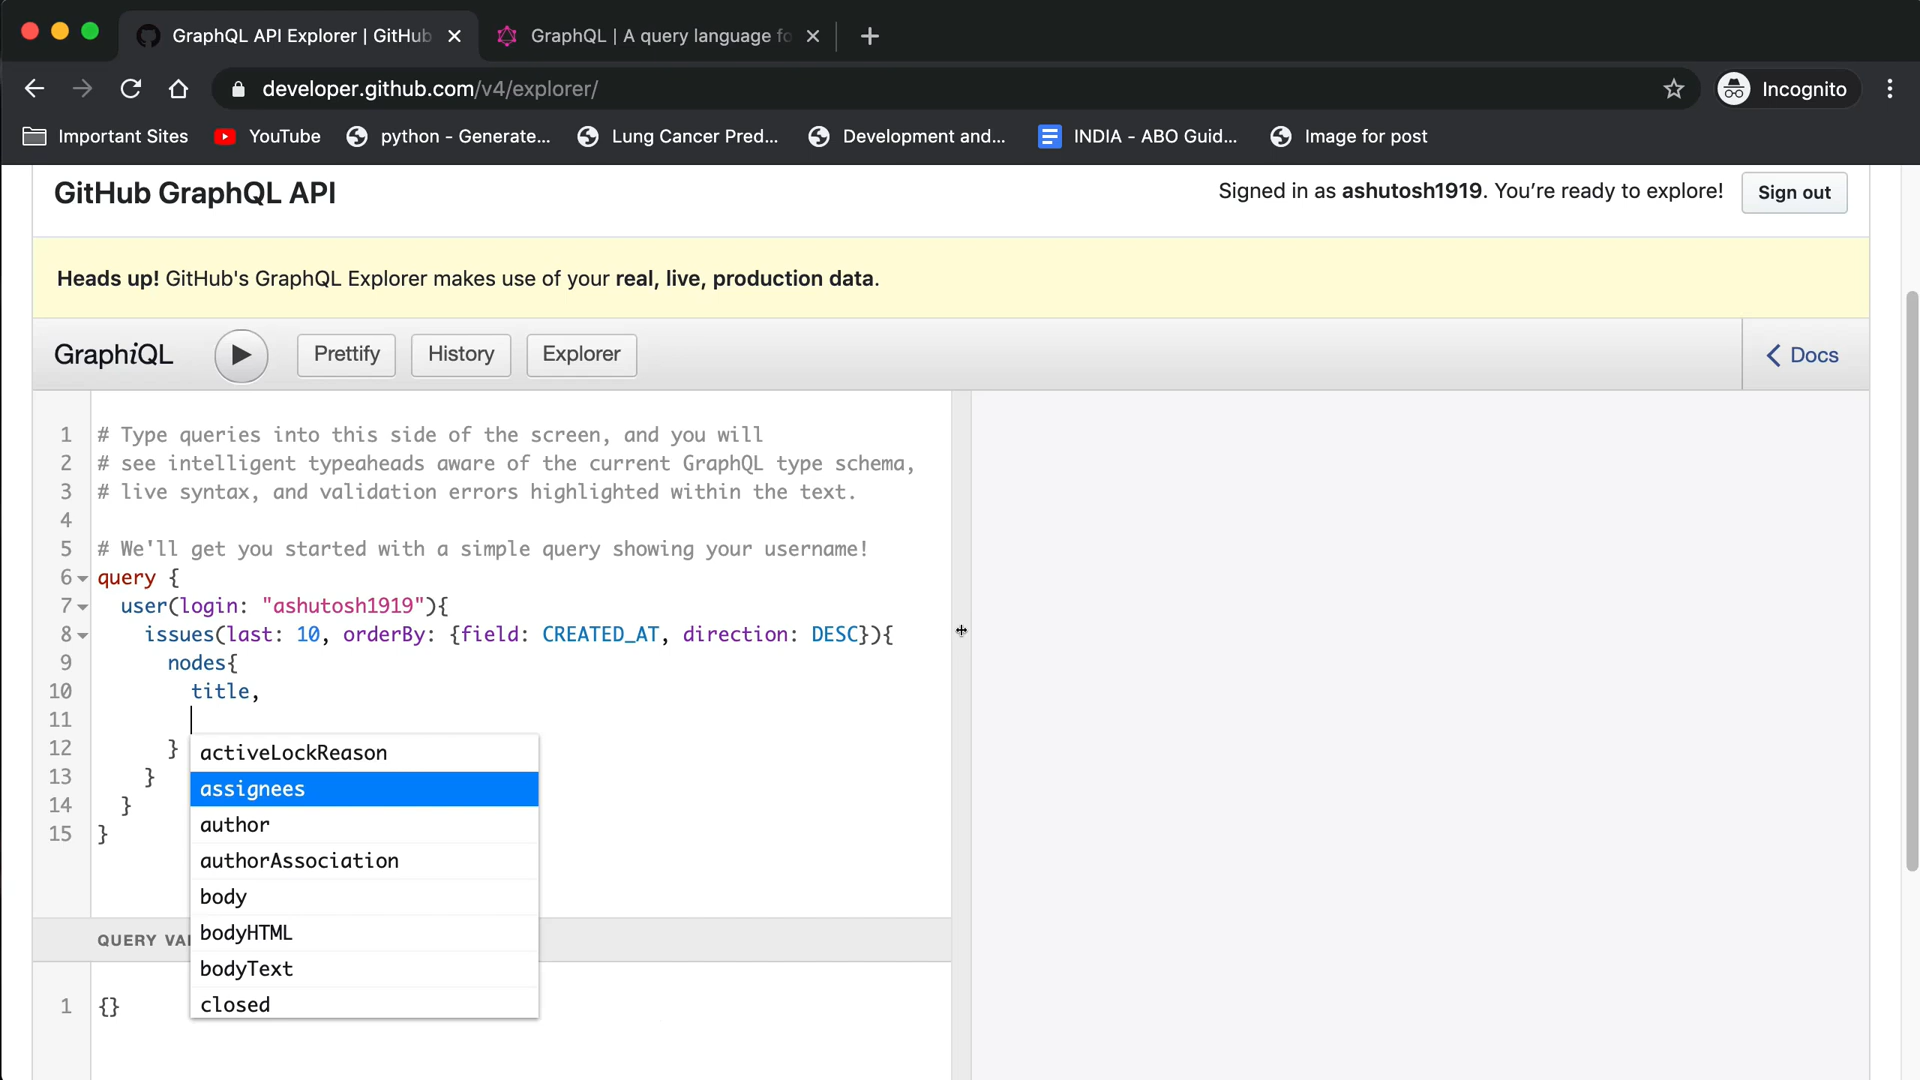 GraphQL API Explorer | GitHub
GraphQL | A query language fo
developer.github.com/v4/explorer/
Incognito
Important Sites
YouTube
python - Generate...
Lung Cancer Pred...
Development and...
INDIA - ABO Guid...
Image for post
GitHub GraphQL API
Signed in as ashutosh1919. You're ready to explore!
Sign out
Heads up! GitHub's GraphQL Explorer makes use of your real, live, production data.
GraphiQL
Prettify
History
Explorer
Docs
1 # Type queries into this side of the screen, and you will
2 # see intelligent typeaheads aware of the current GraphQL type schema,
3 # live syntax, and validation errors highlighted within the text.
4
5 # We'll get you started with a simple query showing your username!
6 query {
7 user(login: "ashutosh1919"){
8 issues(last: 10, orderBy: {field: CREATED_AT, direction: DESC}){
9 nodes{
10 title,
11
12 }
13 }
14 }
15 }
activeLockReason
assignees
author
authorAssociation
body
bodyHTML
bodyText
closed
QUERY VA
1 {}